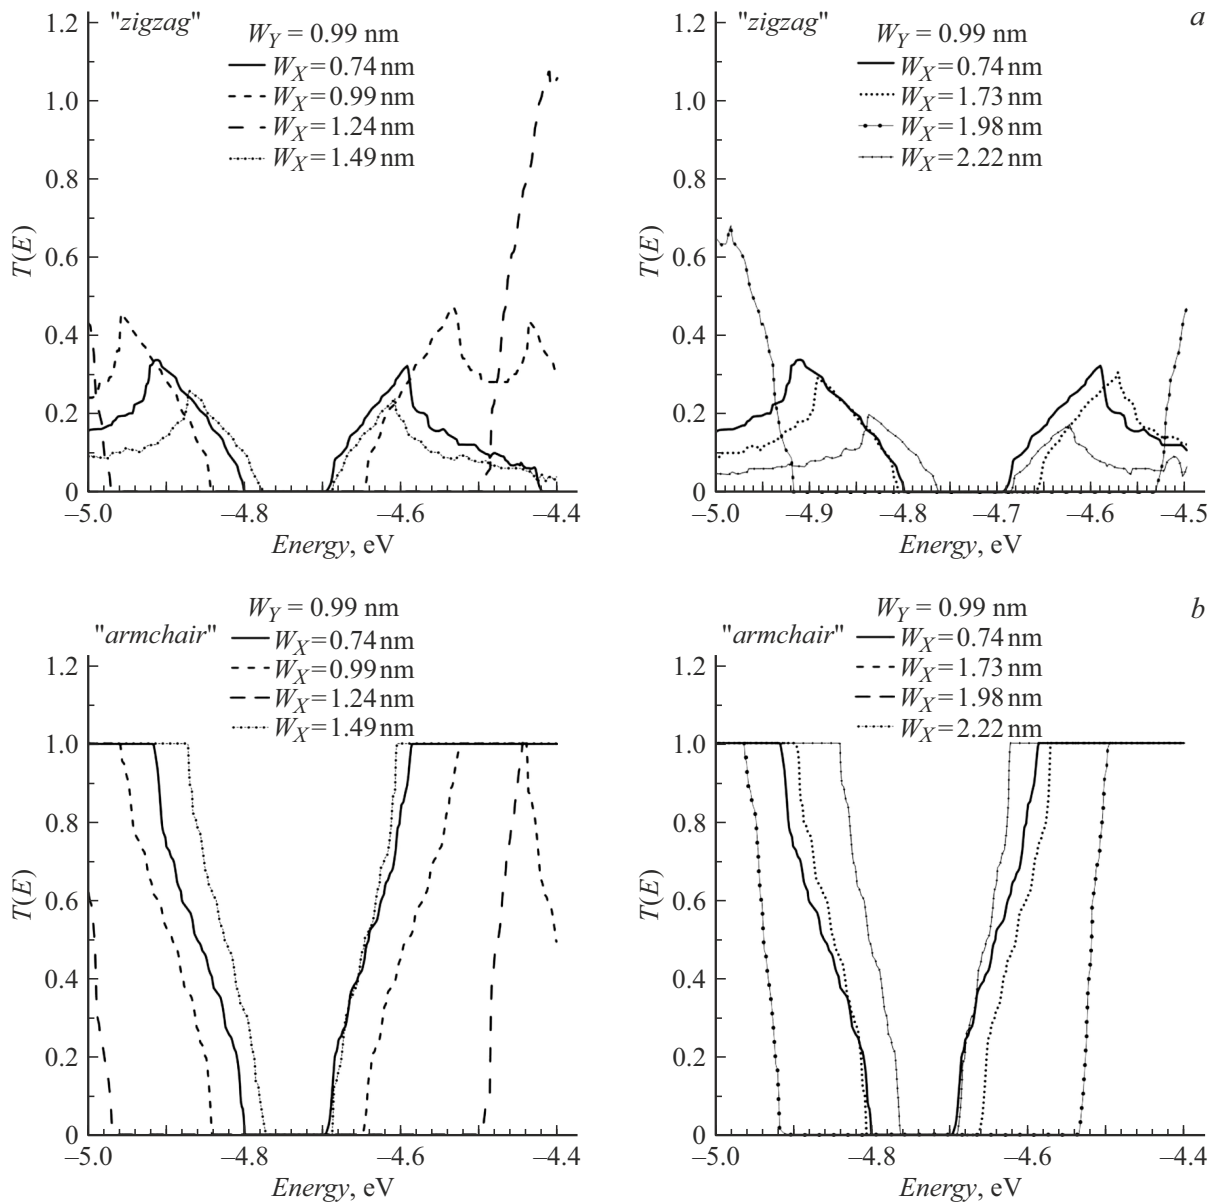 "zigzag"
W_Y = 0.99 nm
W_X = 0.74 nm
W_X = 0.99 nm
W_X = 1.24 nm
W_X = 1.49 nm
1.2
1.0
0.8
0.6
0.4
0.2
0
T(E)
–5.0 –4.8 –4.6 –4.4
Energy, eV
a
"zigzag"
W_Y = 0.99 nm
W_X = 0.74 nm
W_X = 1.73 nm
W_X = 1.98 nm
W_X = 2.22 nm
1.2
1.0
0.8
0.6
0.4
0.2
0
T(E)
–5.0 –4.9 –4.8 –4.7 –4.6 –4.5
Energy, eV
W_Y = 0.99 nm
"armchair"
W_X = 0.74 nm
W_X = 0.99 nm
W_X = 1.24 nm
W_X = 1.49 nm
1.2
1.0
0.8
0.6
0.4
0.2
0
T(E)
–5.0 –4.8 –4.6 –4.4
Energy, eV
b
W_Y = 0.99 nm
"armchair"
W_X = 0.74 nm
W_X = 1.73 nm
W_X = 1.98 nm
W_X = 2.22 nm
1.2
1.0
0.8
0.6
0.4
0.2
0
T(E)
–5.0 –4.8 –4.6 –4.4
Energy, eV